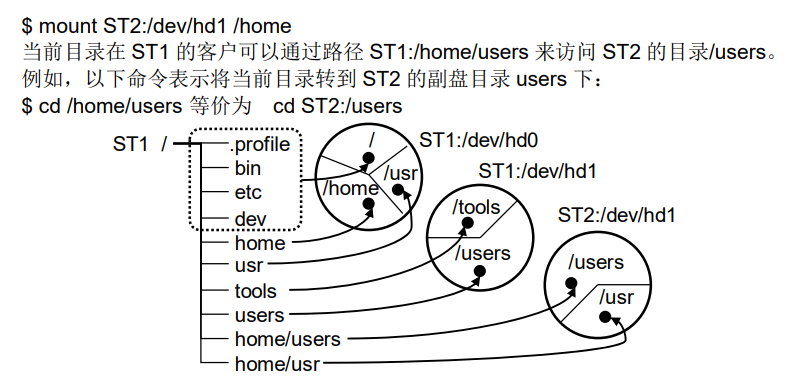 $ mount ST2:/dev/hd1 /home
当前目录在 ST1 的客户可以通过路径 ST1:/home/users 来访问 ST2 的目录/users。
例如，以下命令表示将当前目录转到 ST2 的副盘目录 users 下：
$ cd /home/users 等价为 cd ST2:/users
ST1 /
.profile
bin
etc
dev
home
usr
tools
users
home/users
home/usr
/
/usr
/home
ST1:/dev/hd0
ST1:/dev/hd1
/tools
/users
ST2:/dev/hd1
/users
/usr